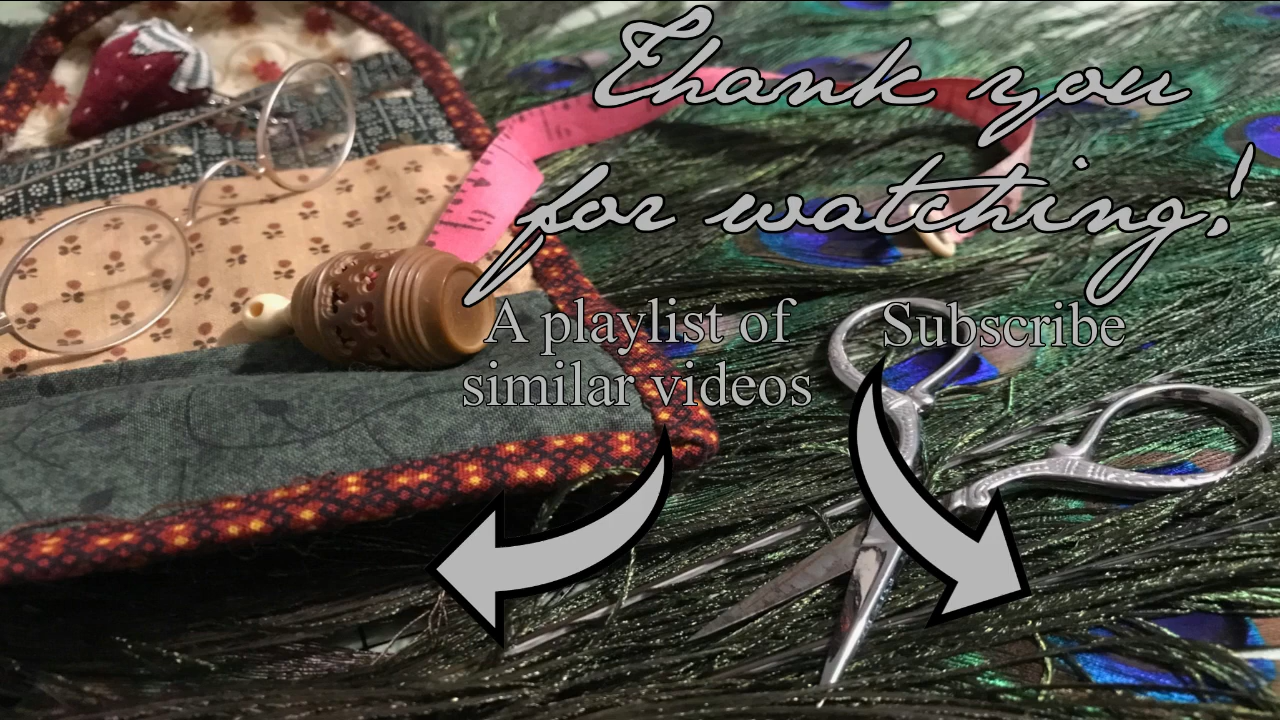 Thank you
for watching!
A playlist of
similar videos
Subscribe